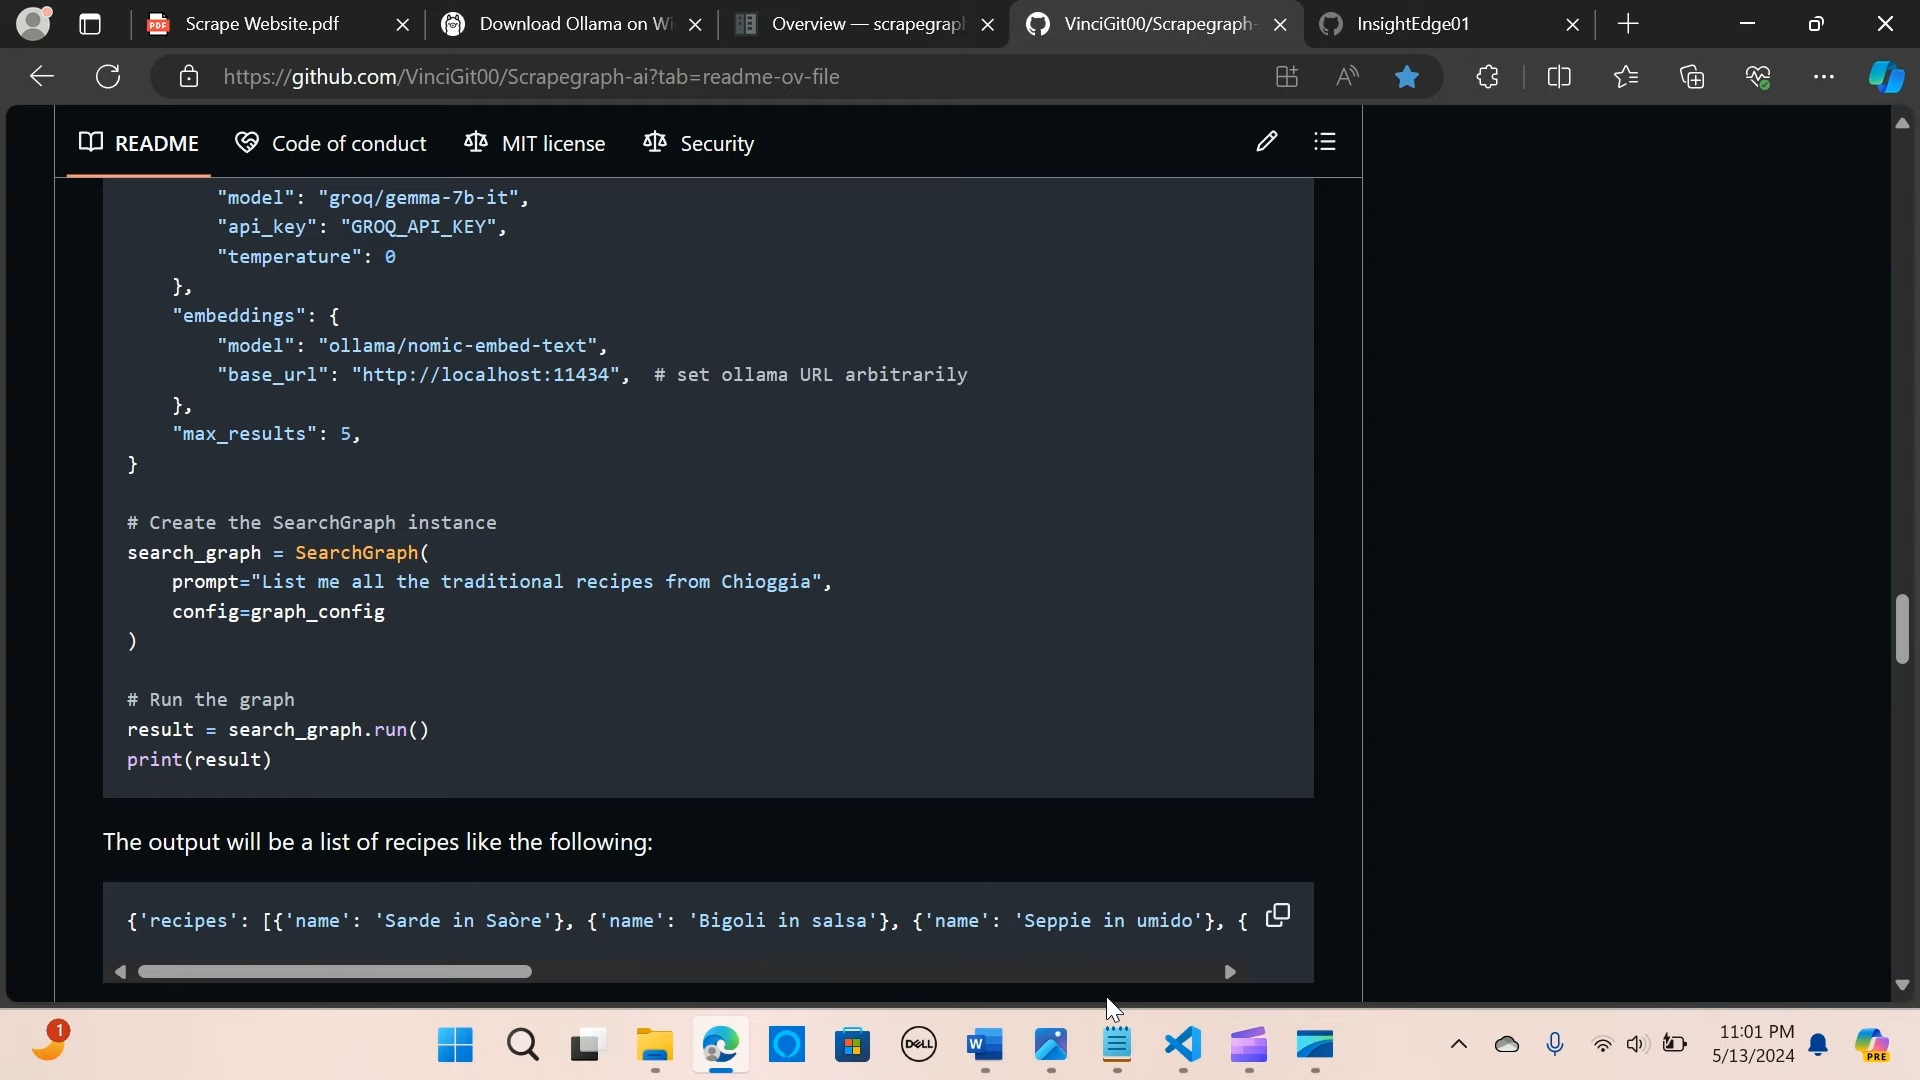 Scrape Website.pdf
Download Ollama on Wi
Overview — scrapegrap
VinciGit00/Scrapegraph-
InsightEdge01
https://github.com/VinciGit00/Scrapegraph-ai?tab=readme-ov-file
README Code of conduct MIT license Security
"model": "groq/gemma-7b-it",
"api_key": "GROQ_API_KEY",
"temperature": 0
},
"embeddings": {
"model": "ollama/nomic-embed-text",
"base_url": "http://localhost:11434", # set ollama URL arbitrarily
},
"max_results": 5,
}
# Create the SearchGraph instance
search_graph = SearchGraph(
prompt="List me all the traditional recipes from Chioggia",
config=graph_config
)
# Run the graph
result = search_graph.run()
print(result)
The output will be a list of recipes like the following:
{'recipes': [{'name': 'Sarde in Saòre'}, {'name': 'Bigoli in salsa'}, {'name': 'Seppie in umido'}, {
1
DELL
W
11:01 PM
5/13/2024
PRE